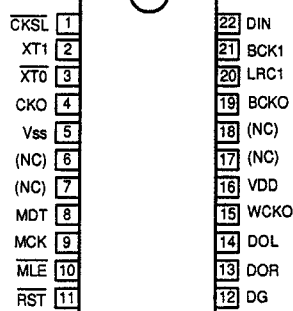 CKSL 1 22 DIN
XT1 2 21 BCK1
XT0 3 20 LRC1
CKO 4 19 BCKO
Vss 5 18 (NC)
(NC) 6 17 (NC)
(NC) 7 16 VDD
MDT 8 15 WCKO
MCK 9 14 DOL
MLE 10 13 DOR
RST 11 12 DG